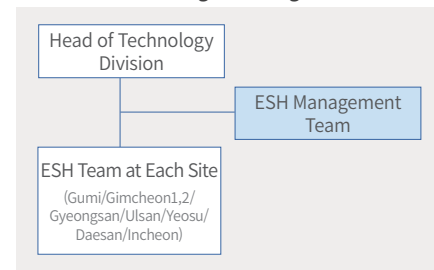 Head of Technology
Division
ESH Management
Team
ESH Team at Each Site
(Gumi/Gimcheon1,2/
Gyeongsan/Ulsan/Yeosu/
Daesan/Incheon)